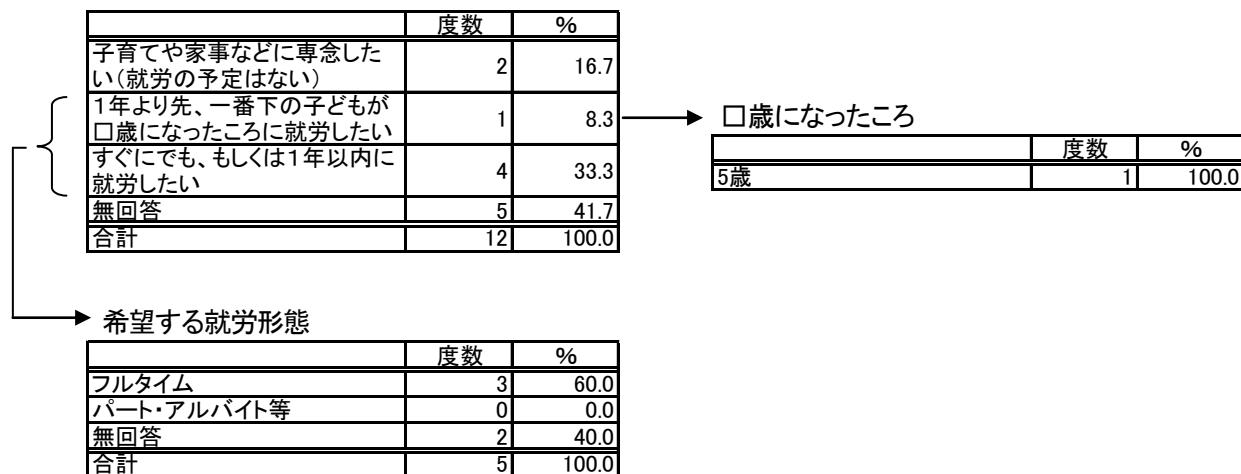 度数 %
子育てや家事などに専念した
い(就労の予定はない) 2 16.7
1年より先、一番下の子どもが
□歳になったころに就労したい 1 8.3
すぐにでも、もしくは1年以内に
就労したい 4 33.3
無回答 5 41.7
合計 12 100.0
□歳になったころ
度数 %
5歳 1 100.0
希望する就労形態
度数 %
フルタイム 3 60.0
パート・アルバイト等 0 0.0
無回答 2 40.0
合計 5 100.0